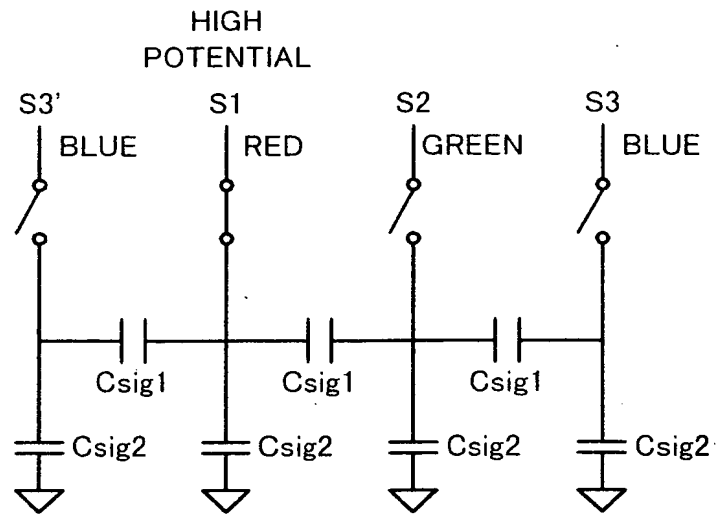 HIGH
POTENTIAL
S3' S1 S2 S3
BLUE RED GREEN BLUE
Csig1 Csig1 Csig1
Csig2 Csig2 Csig2 Csig2